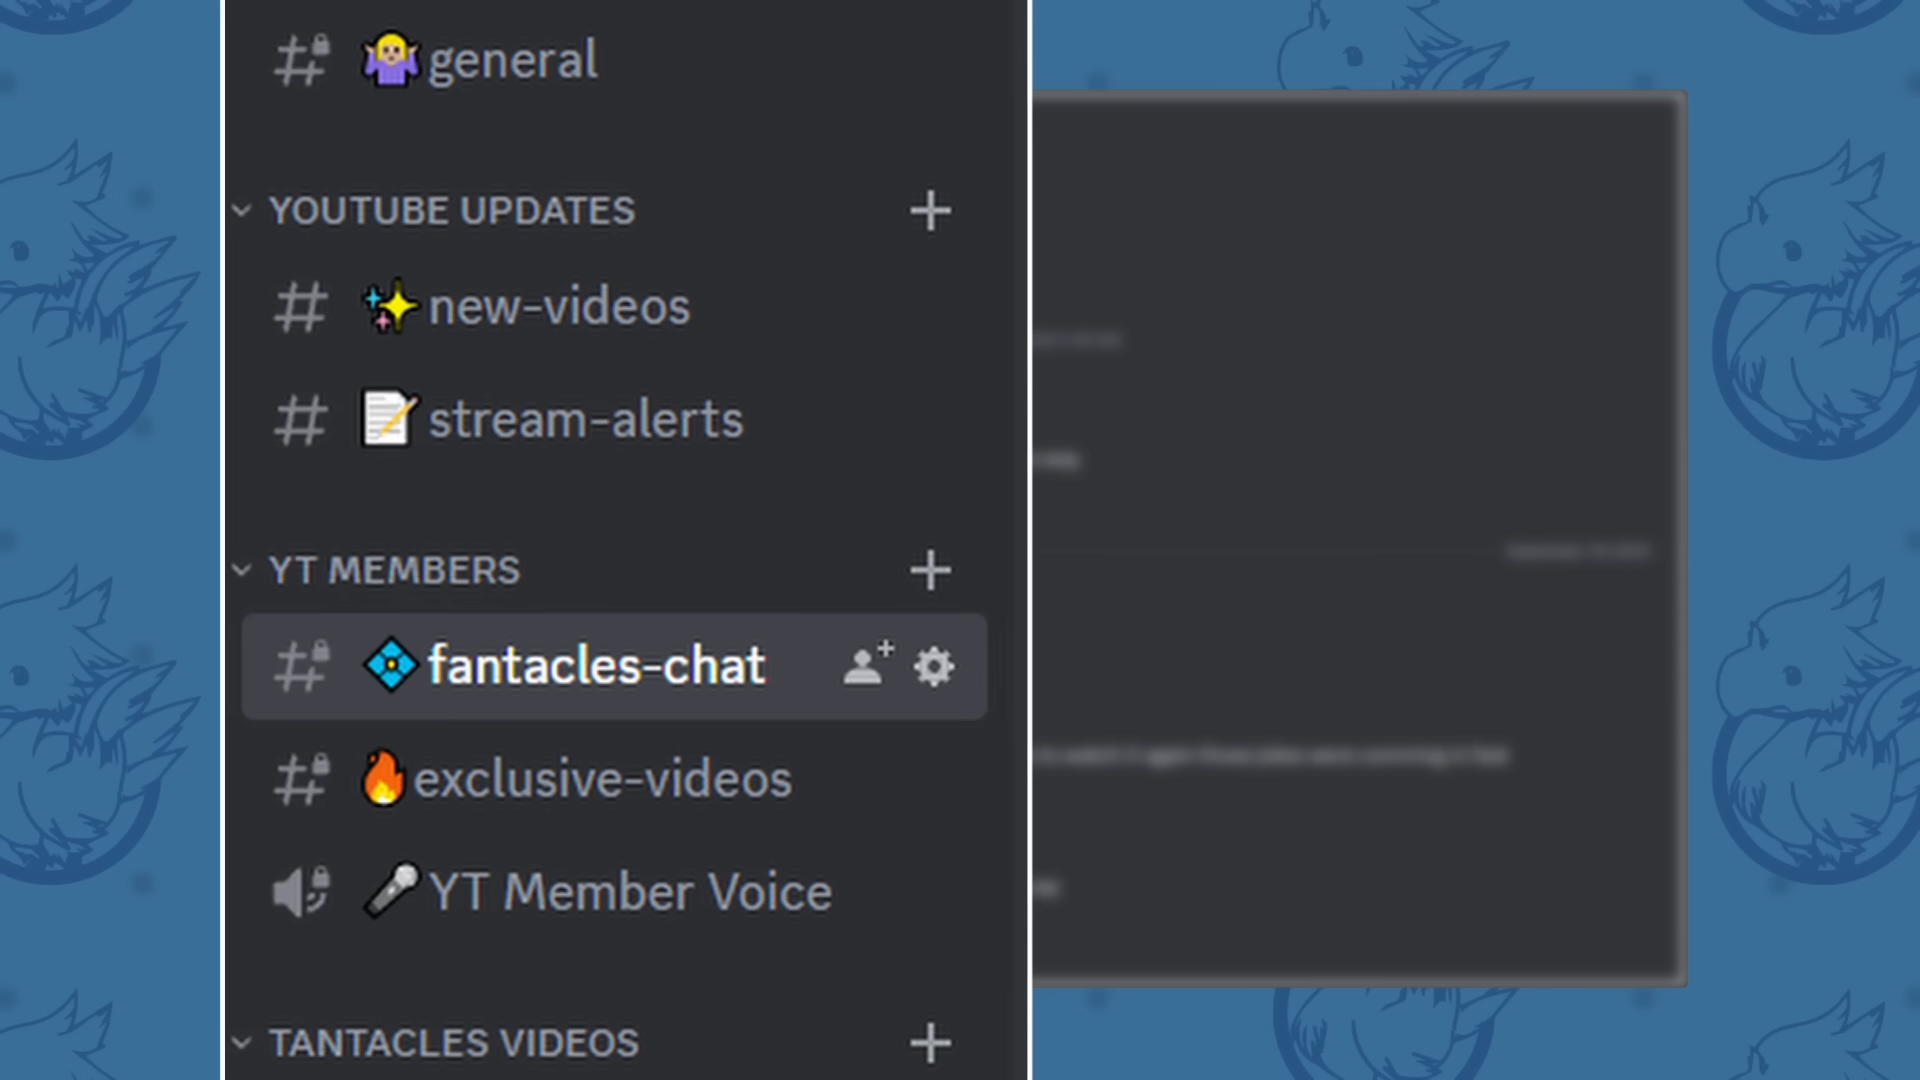 general
YOUTUBE UPDATES
new-videos
stream-alerts
YT MEMBERS
fantacles-chat
exclusive-videos
YT Member Voice
TANTACLES VIDEOS